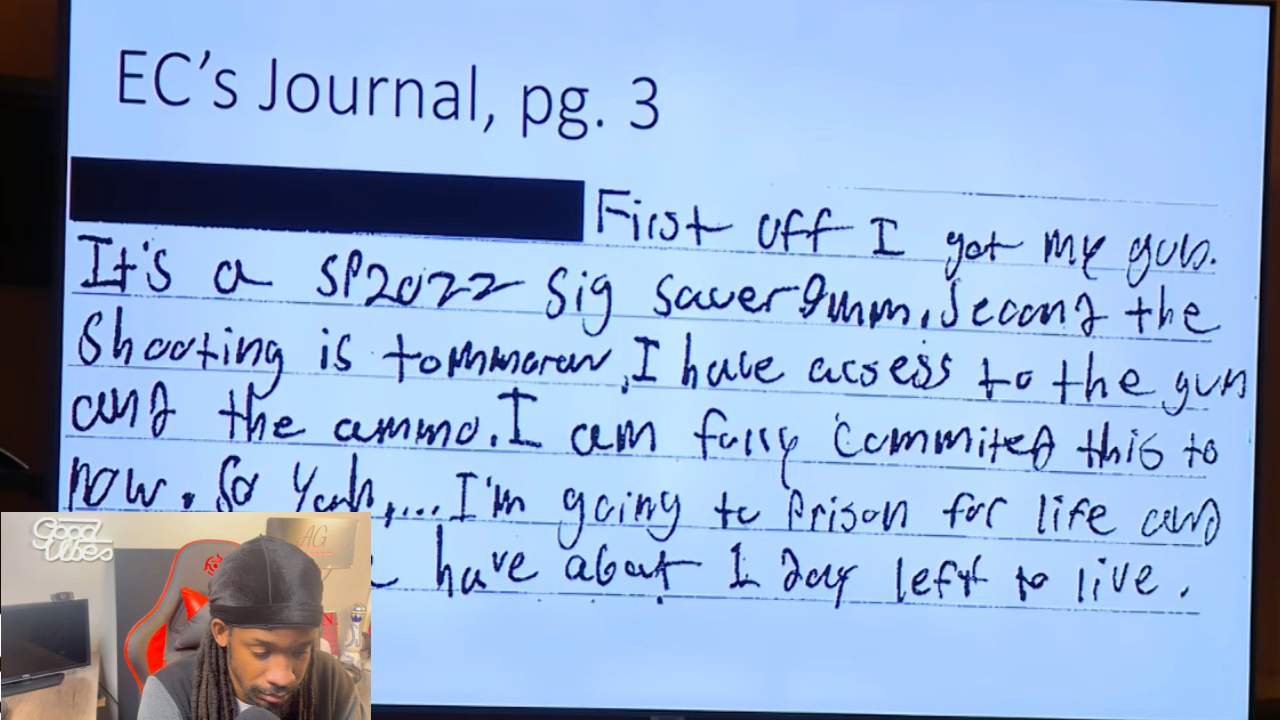 EC's Journal, pg. 3
First off I got my gun.
It's a SP2022 Sig Sauer 9mm. Second the
Shooting is tommorow, I have acsess to the gun
and the ammo. I am fully commited this to
now. So Yeah,... I'm going to Prison for life and
have about 1 day left to live.
Good
Vibes
AG